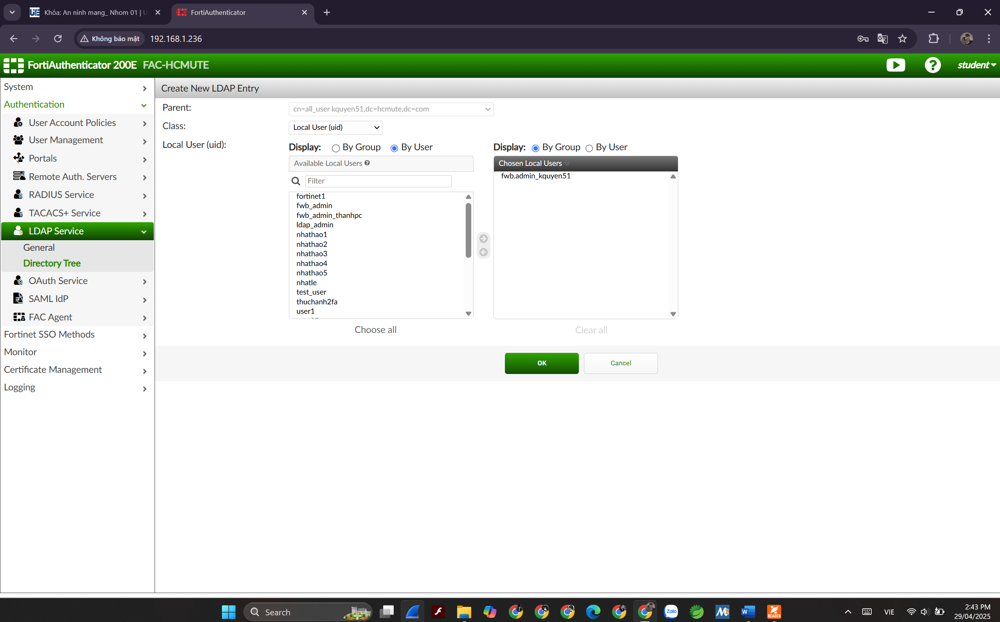 Khóa: An ninh mang_ Nhom 01 | U
FortiAuthenticator
Không bảo mật
192.168.1.236
FortiAuthenticator 200E FAC-HCMUTE
student
System
Authentication
User Account Policies
User Management
Portals
Remote Auth. Servers
RADIUS Service
TACACS+ Service
LDAP Service
General
Directory Tree
OAuth Service
SAML IdP
FAC Agent
Fortinet SSO Methods
Monitor
Certificate Management
Logging
Create New LDAP Entry
Parent:
cn=all_user kquyen51,dc=hcmute,dc=com
Class:
Local User (uid)
Local User (uid):
Display: By Group By User
Available Local Users
Filter
fortinet1
fwb_admin
fwb_admin_thanhpc
ldap_admin
nhathao1
nhathao2
nhathao3
nhathao4
nhathao5
nhatle
test_user
thuchanh2fa
user1
Choose all
Display: By Group By User
Chosen Local Users
fwb.admin_kquyen51
Clear all
OK
Cancel
Search
Zalo
READER
VIE
2:43 PM
29/04/2025